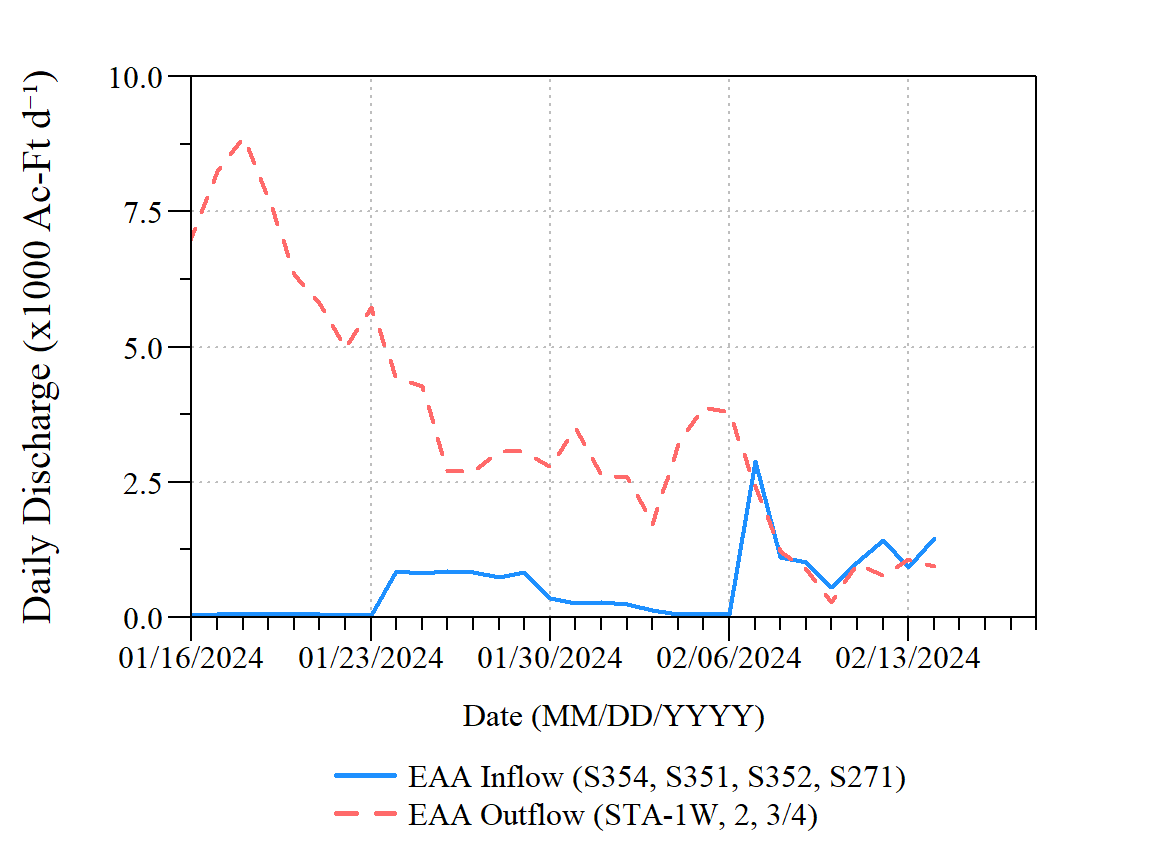 Daily Discharge (x1000 Ac-Ft d⁻¹)
10.0
7.5
5.0
2.5
0.0
01/16/2024 01/23/2024 01/30/2024 02/06/2024 02/13/2024
Date (MM/DD/YYYY)
EAA Inflow (S354, S351, S352, S271)
EAA Outflow (STA-1W, 2, 3/4)